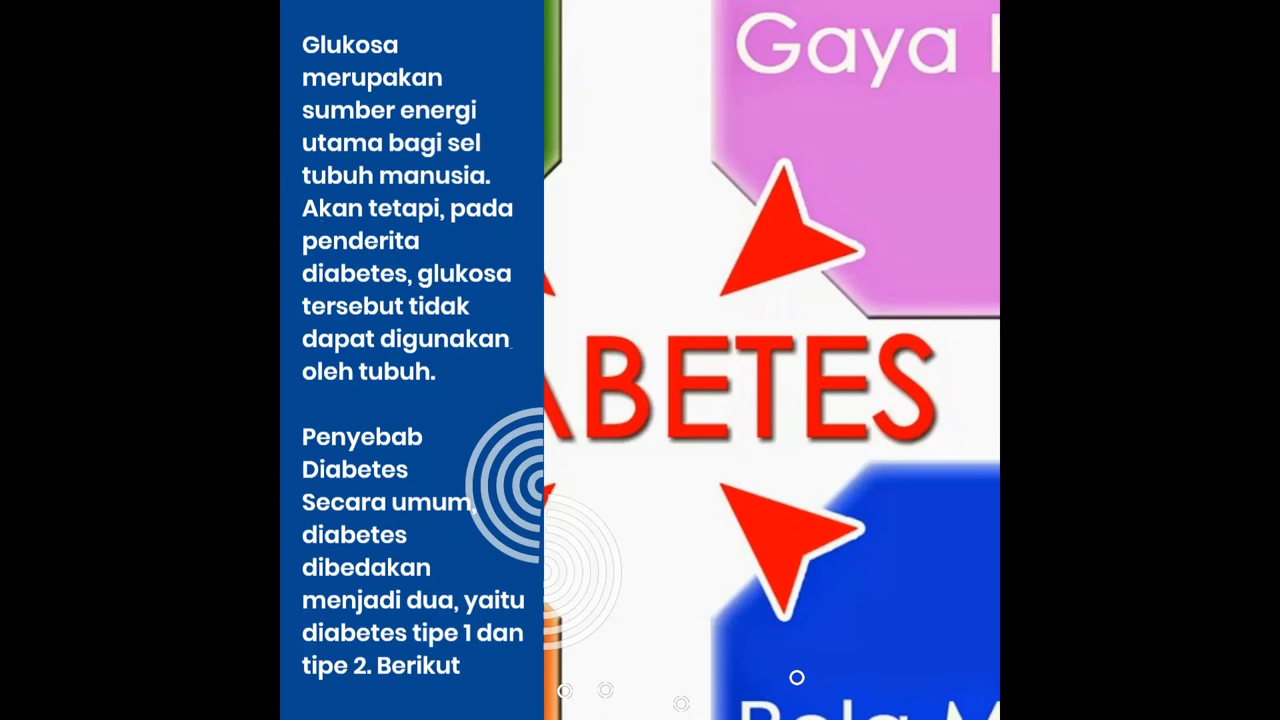 Glukosa
merupakan
sumber energi
utama bagi sel
tubuh manusia.
Akan tetapi, pada
penderita
diabetes, glukosa
tersebut tidak
dapat digunakan
oleh tubuh.
Penyebab
Diabetes
Secara umum,
diabetes
dibedakan
menjadi dua, yaitu
diabetes tipe 1 dan
tipe 2. Berikut
Gaya
ABETES